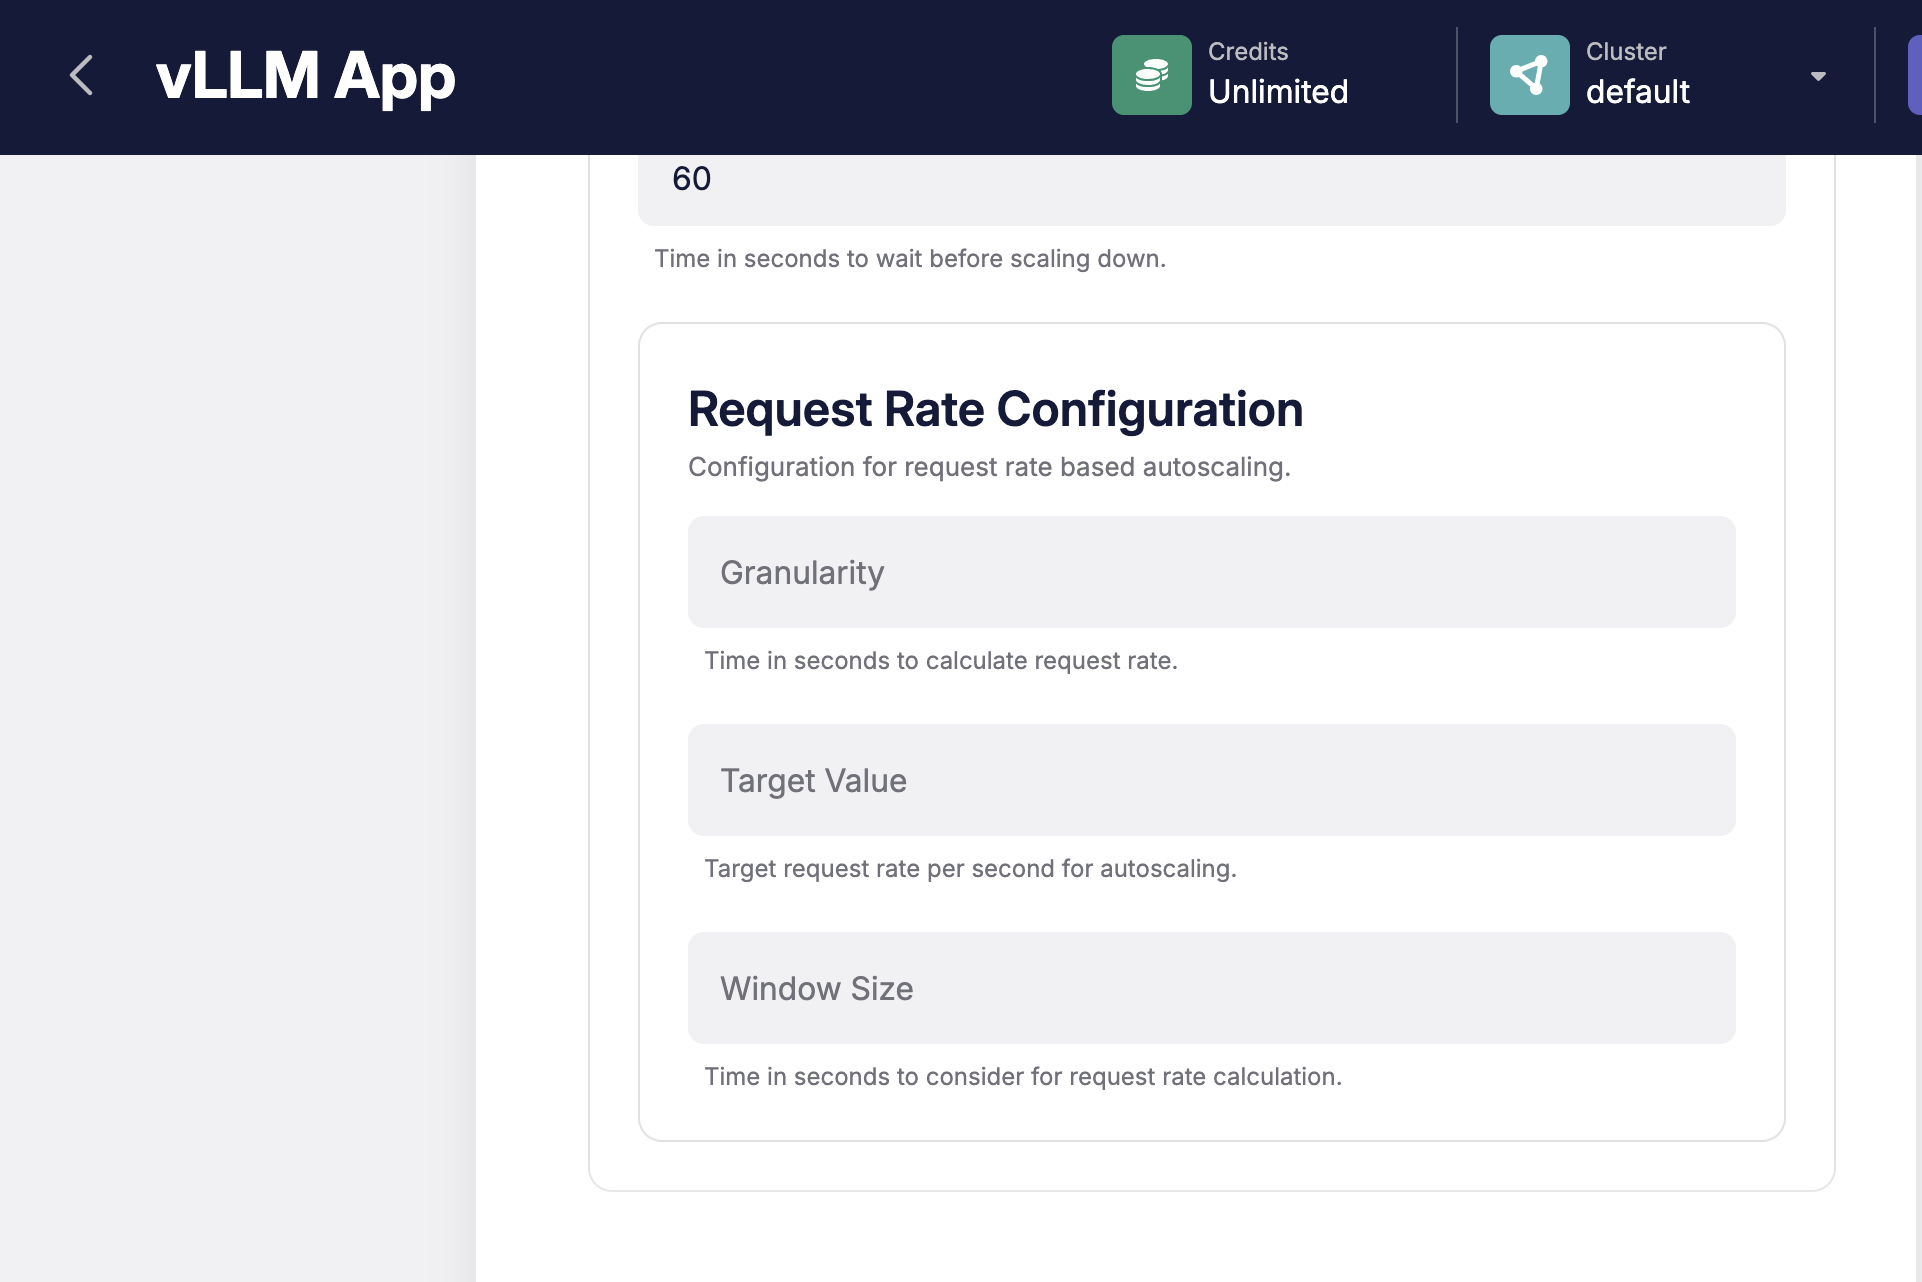 vLLM App
Credits
Unlimited
Cluster
default
60
Time in seconds to wait before scaling down.
Request Rate Configuration
Configuration for request rate based autoscaling.
Granularity
Time in seconds to calculate request rate.
Target Value
Target request rate per second for autoscaling.
Window Size
Time in seconds to consider for request rate calculation.